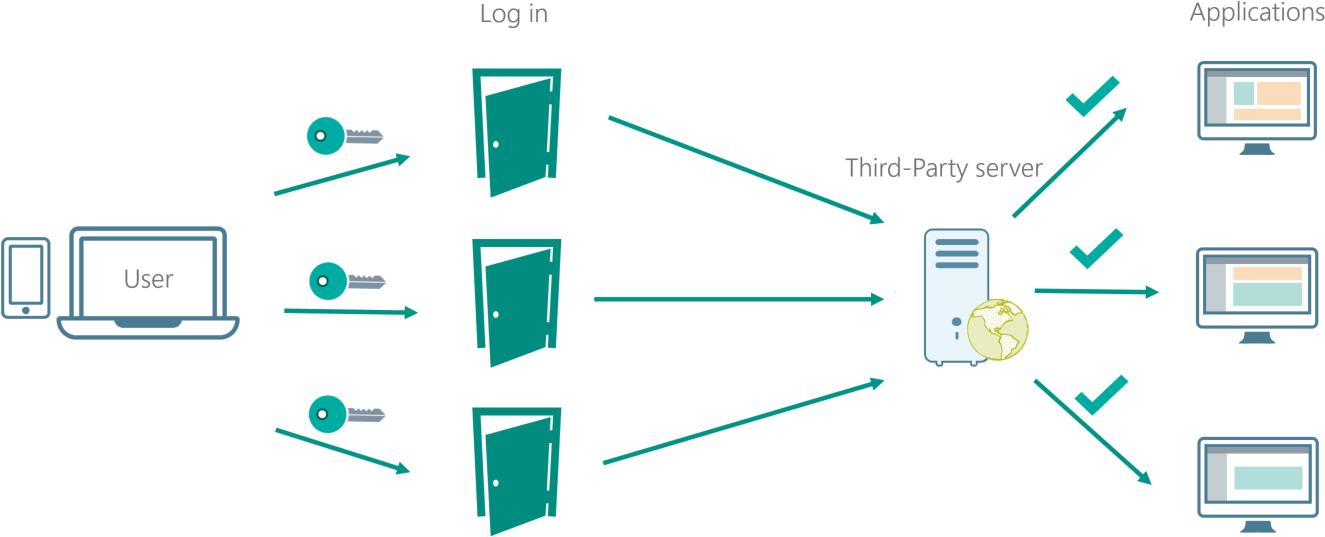 Log in
Applications
Third-Party server
User